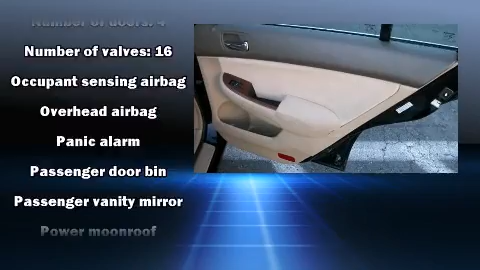 Number of doors: 4
Number of valves: 16
Occupant sensing airbag
Overhead airbag
Panic alarm
Passenger door bin
Passenger vanity mirror
Power moonroof